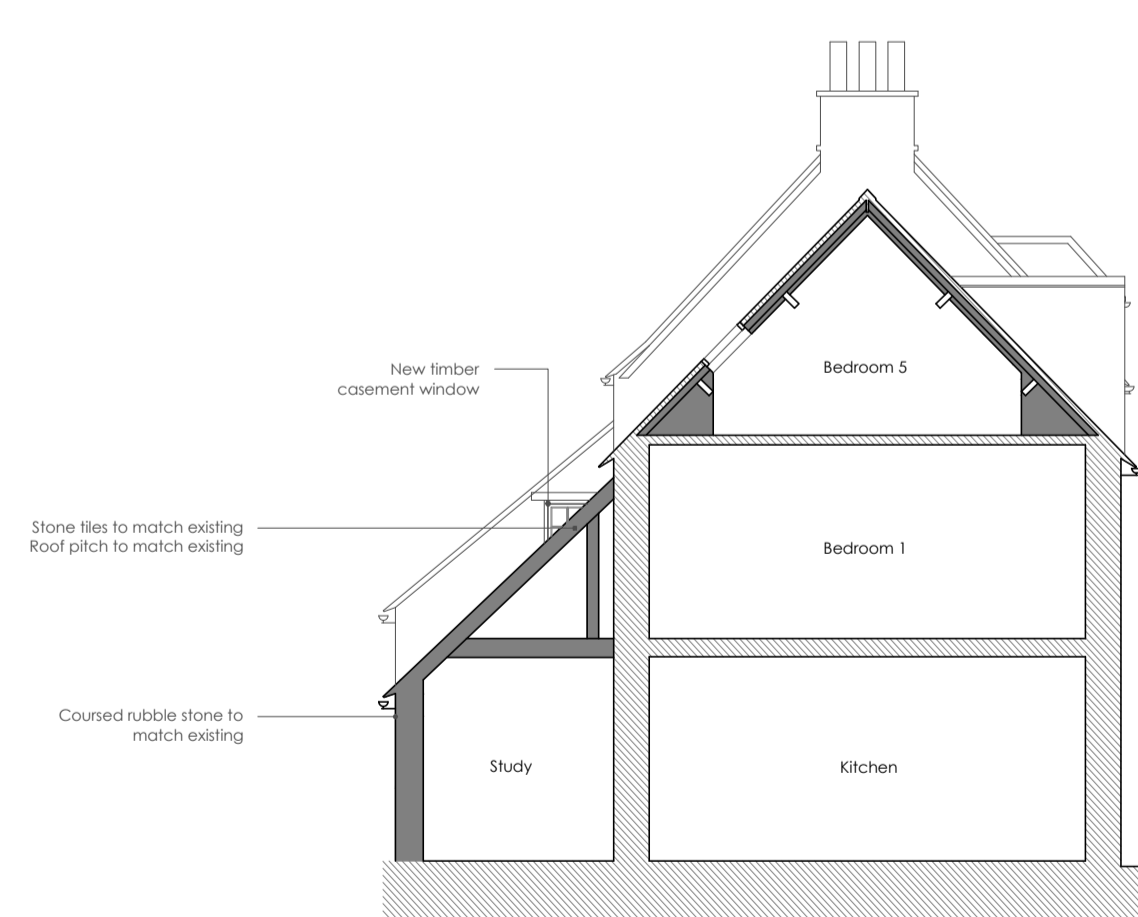 New timber
casement window
Bedroom 5
Stone tiles to match existing
Roof pitch to match existing
Bedroom 1
Coursed rubble stone to
match existing
Study
Kitchen